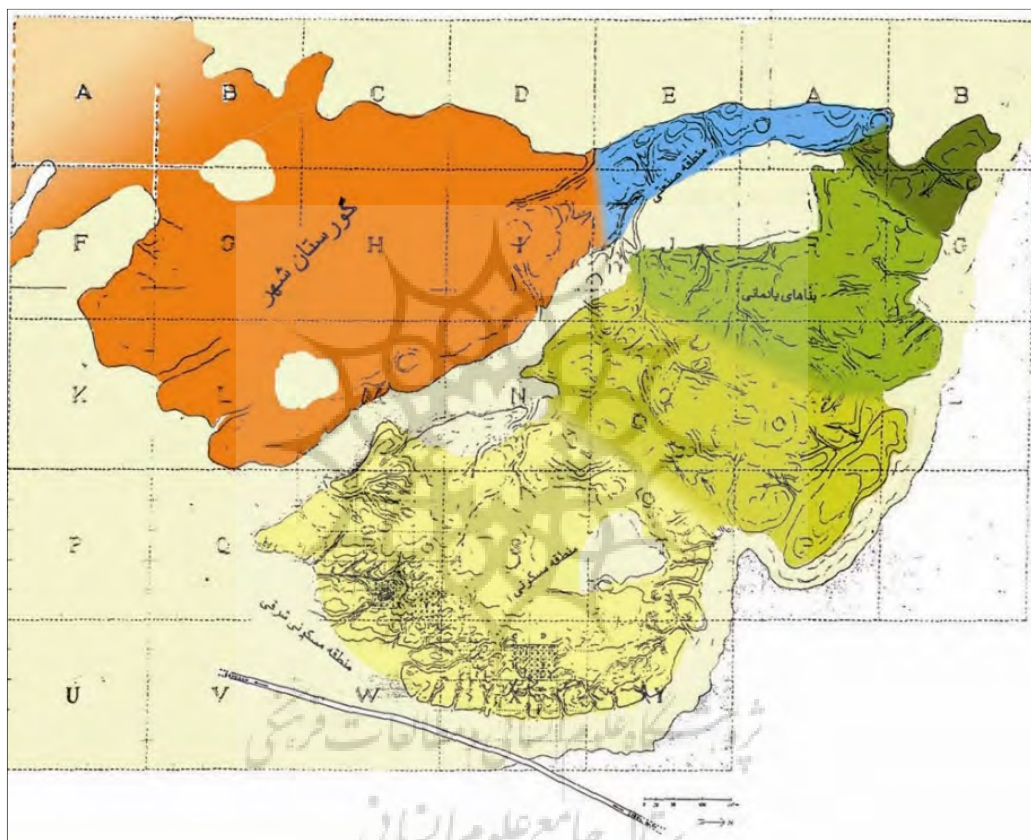 A B C D E A B
منطقه صنعتی
گورستان شهر
F G H I J F G
بناهای یادمانی
K L N L
P Q S
منطقه مسکونی
منطقه مسکونی شرقی
U V W X Y
پژوهشگاه علوم انسانی و مطالعات فرهنگی
پرتال جامع علوم انسانی